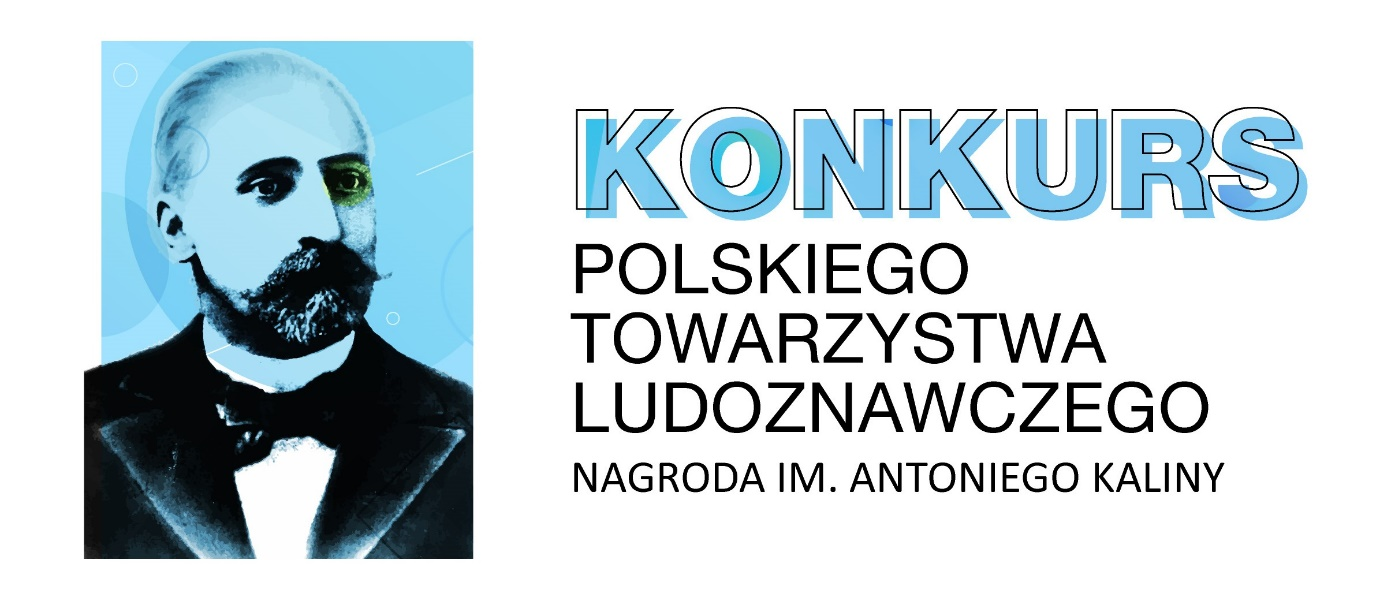 KONKURS
POLSKIEGO
TOWARZYSTWA
LUDOZNAWCZEGO
NAGRODA IM. ANTONIEGO KALINY